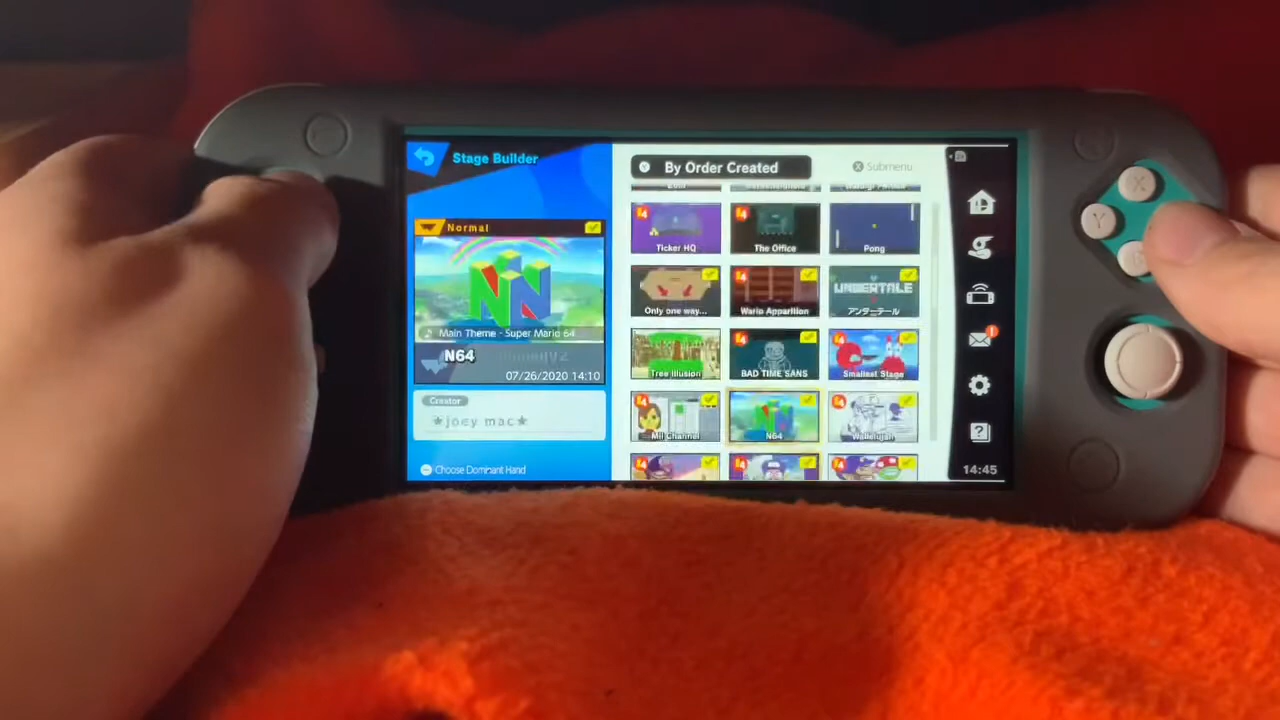 Stage Builder
By Order Created
X Submenu
Normal
Main Theme - Super Mario 64
N64
07/26/2020 14:10
Creator
★joey mac★
Choose Dominant Hand
Ticker HQ
The Office
Pong
Only one way...
Wario Apparition
UNDERTALE
アンダーテール
Tree Illusion
BAD TIME SANS
Smallest Stage
Mii Channel
N64
Wallelujah
14:45
X
Y